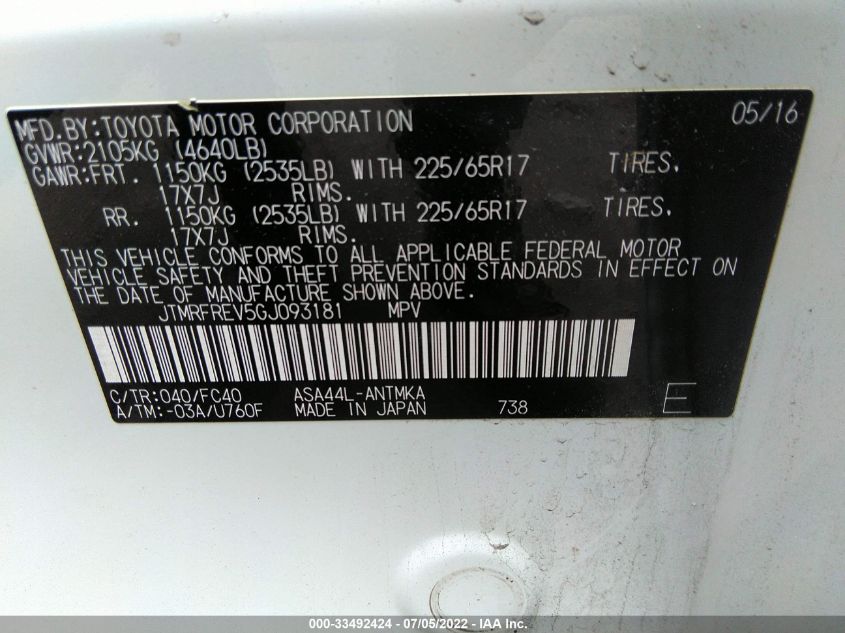 MFD.BY:TOYOTA MOTOR CORPORATION 05/16
GVWR:2105KG (4640LB)
GAWR:FRT. 1150KG (2535LB) WITH 225/65R17 TIRES.
17X7J RIMS.
RR. 1150KG (2535LB) WITH 225/65R17 TIRES.
17X7J RIMS.
THIS VEHICLE CONFORMS TO ALL APPLICABLE FEDERAL MOTOR
VEHICLE SAFETY AND THEFT PREVENTION STANDARDS IN EFFECT ON
THE DATE OF MANUFACTURE SHOWN ABOVE.
JTMRFREV5GJ093181 MPV
C/TR:040/FC40 ASA44L-ANTMKA
A/TM:-03A/U760F MADE IN JAPAN 738 E
000-33492424 - 07/05/2022 - IAA Inc.